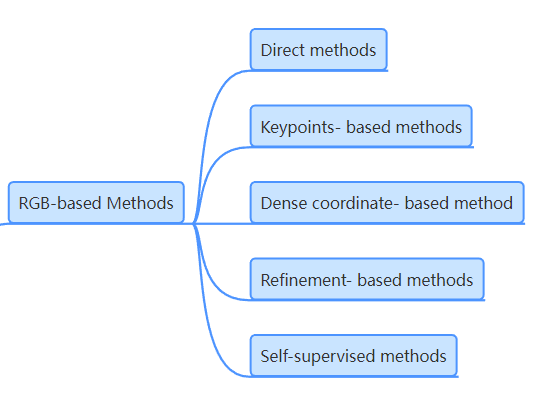 Direct methods
Keypoints- based methods
RGB-based Methods
Dense coordinate- based method
Refinement- based methods
Self-supervised methods